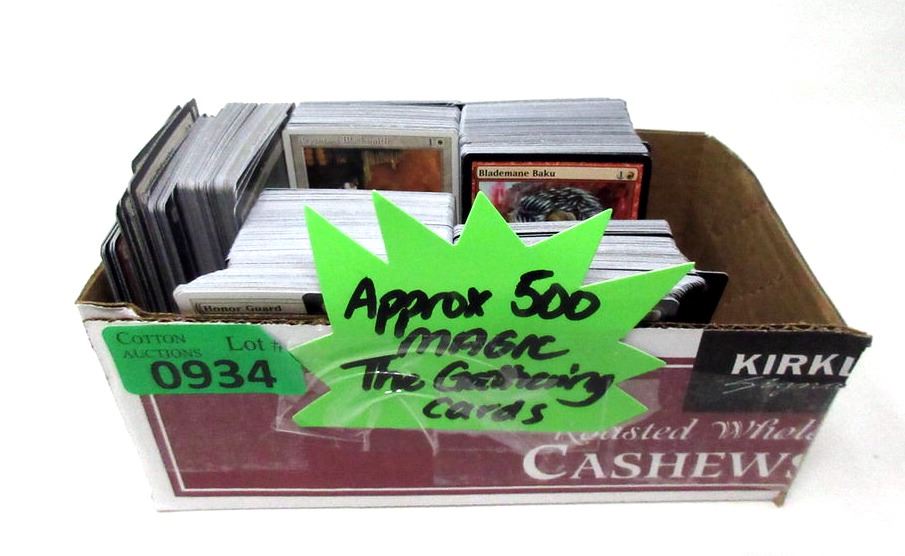 Blademane Baku
Honor Guard
Approx 500
MAGIC
The Gathering
cards
COTTON
AUCTIONS
Lot #
0934
KIRKL
Roasted Whole
CASHEWS